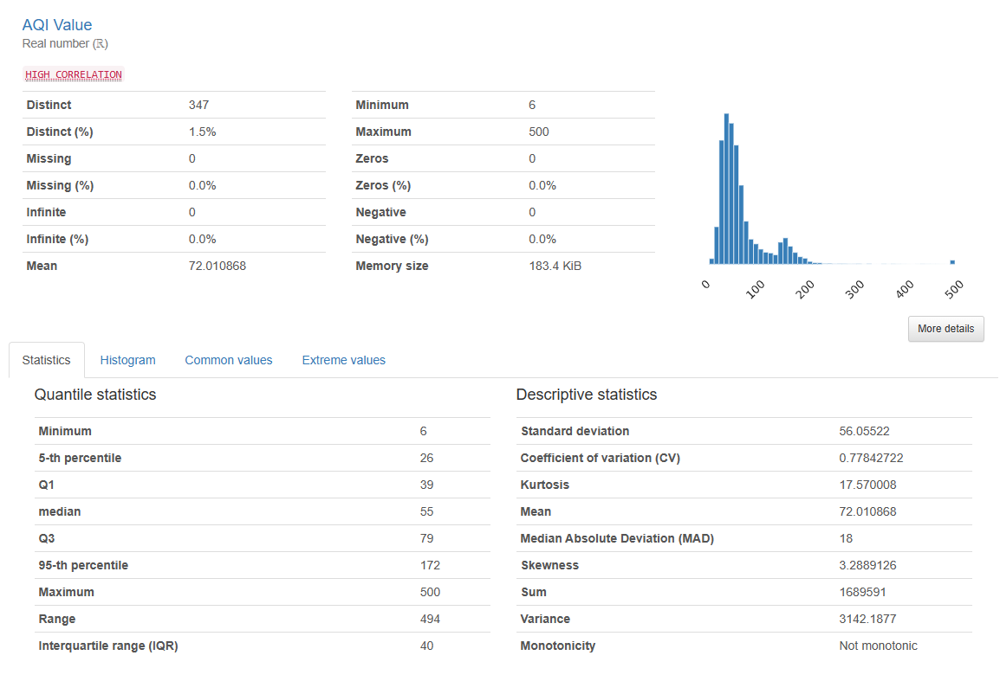 AQI Value
Real number (ℝ)
HIGH CORRELATION
Distinct 347
Distinct (%) 1.5%
Missing 0
Missing (%) 0.0%
Infinite 0
Infinite (%) 0.0%
Mean 72.010868
Minimum 6
Maximum 500
Zeros 0
Zeros (%) 0.0%
Negative 0
Negative (%) 0.0%
Memory size 183.4 KiB
0 100 200 300 400 500
More details
Statistics Histogram Common values Extreme values
Quantile statistics
Minimum 6
5-th percentile 26
Q1 39
median 55
Q3 79
95-th percentile 172
Maximum 500
Range 494
Interquartile range (IQR) 40
Descriptive statistics
Standard deviation 56.05522
Coefficient of variation (CV) 0.77842722
Kurtosis 17.570008
Mean 72.010868
Median Absolute Deviation (MAD) 18
Skewness 3.2889126
Sum 1689591
Variance 3142.1877
Monotonicity Not monotonic